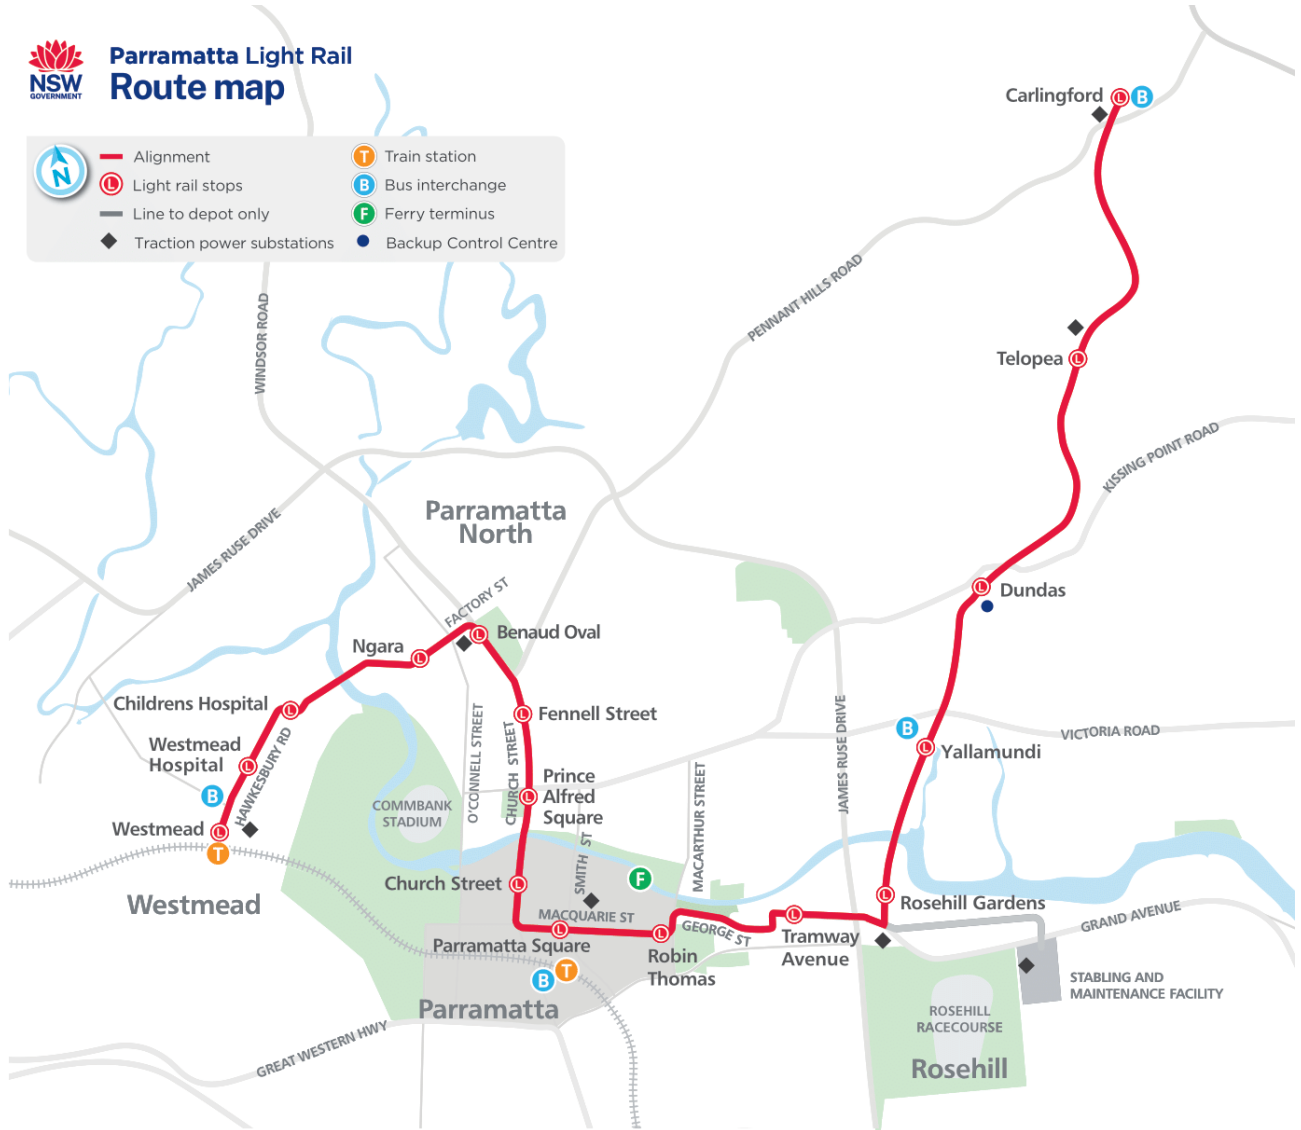 NSW
GOVERNMENT
Parramatta Light Rail
Route map
N
Alignment
L Light rail stops
Line to depot only
Traction power substations
T Train station
B Bus interchange
F Ferry terminus
Backup Control Centre
Carlingford L B
PENNANT HILLS ROAD
WINDSOR ROAD
Telopea L
KISSING POINT ROAD
Parramatta
North
JAMES RUSE DRIVE
FACTORY ST
L Dundas
L Benaud Oval
Ngara L
Childrens Hospital L
L Fennell Street
Westmead
Hospital L
HAWKESBURY RD
O'CONNELL STREET
CHURCH STREET
JAMES RUSE DRIVE
VICTORIA ROAD
B
L Yallamundi
MACARTHUR STREET
Prince
L Alfred
Square
B
COMMBANK
STADIUM
Westmead L
T
SMITH ST
Church Street L
F
Westmead
MACQUARIE ST
L
Parramatta Square
L
Robin
Thomas
GEORGE ST
L
Tramway
Avenue
L
Rosehill Gardens
GRAND AVENUE
B T
Parramatta
STABLING AND
MAINTENANCE FACILITY
ROSEHILL
RACECOURSE
GREAT WESTERN HWY
Rosehill